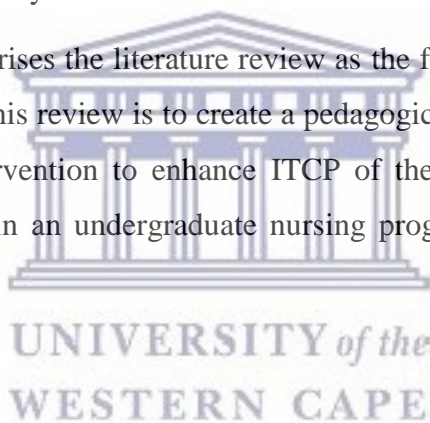 rises the literature review as the f
his review is to create a pedagogic
rvention to enhance ITCP of the
in an undergraduate nursing prog
UNIVERSITY of the
WESTERN CAPE